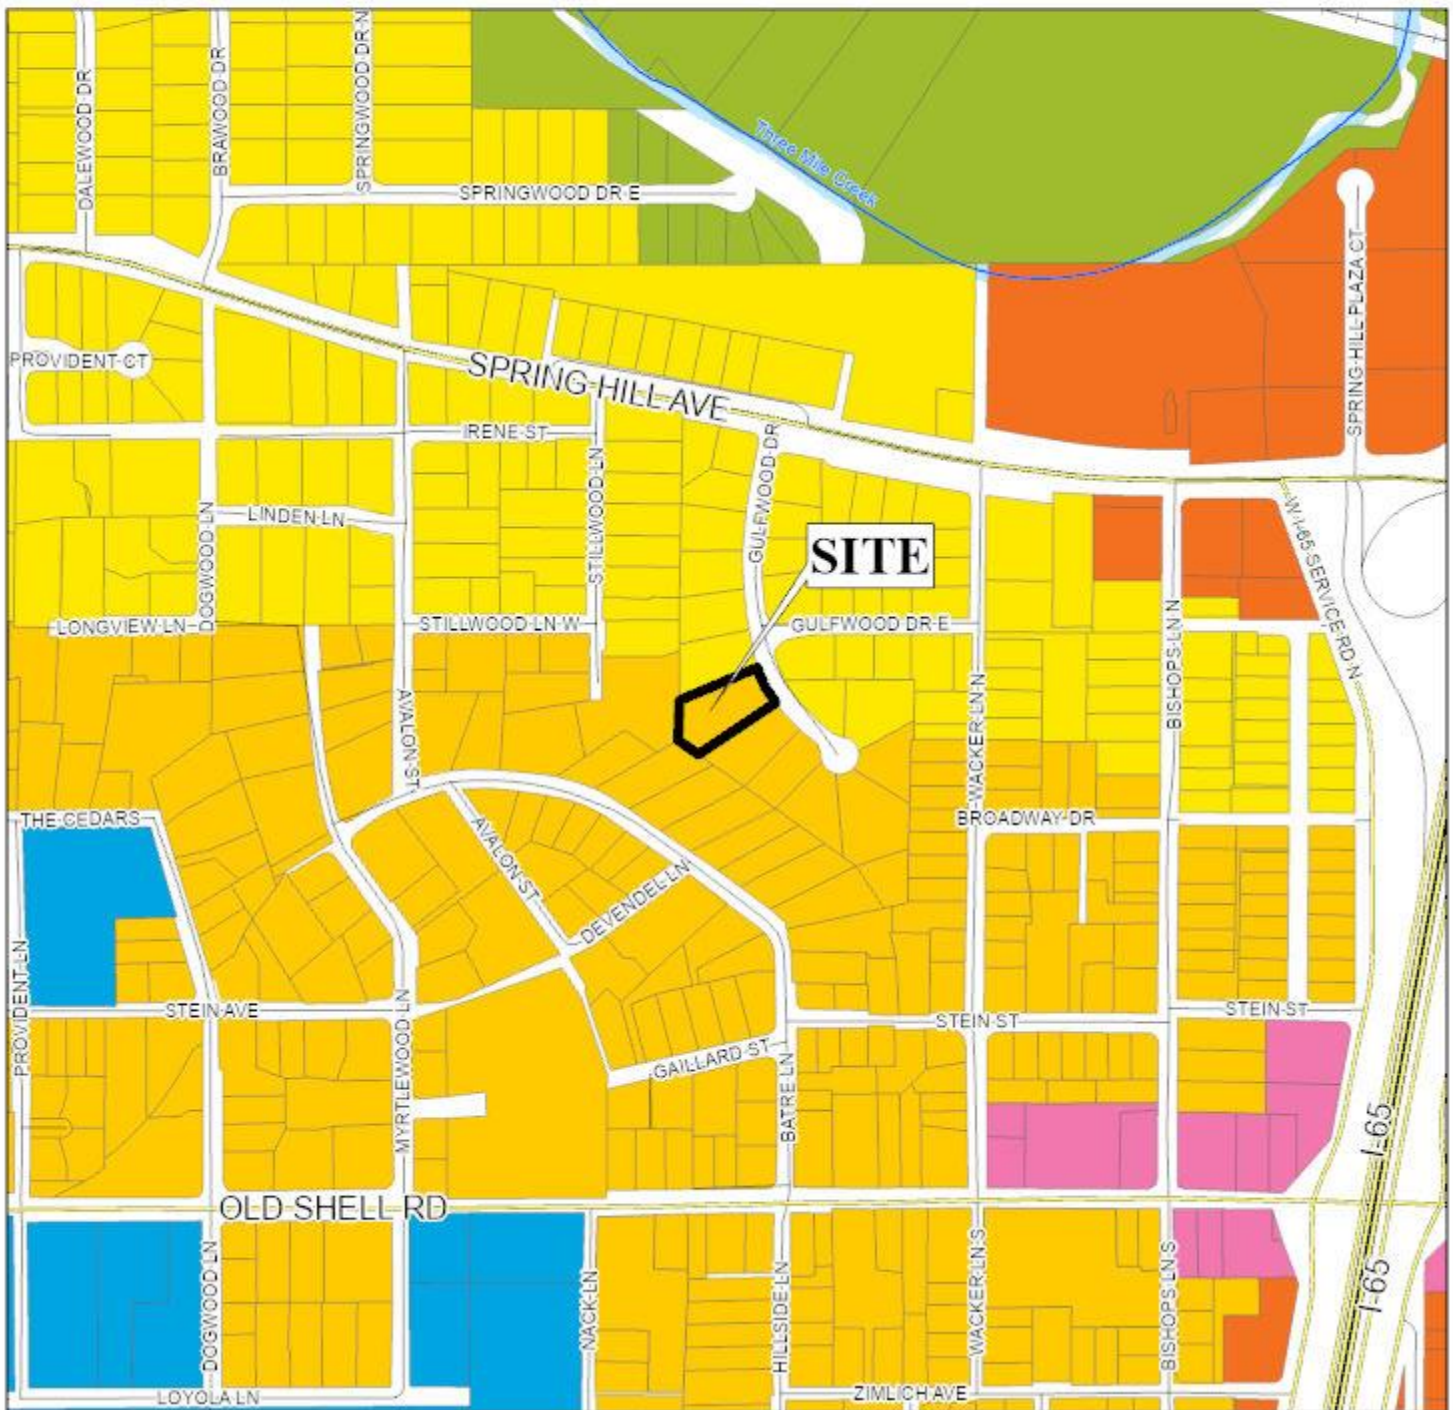 DALEWOOD DR
BRAWOOD DR
SPRINGWOOD DR N
SPRINGWOOD DR E
Three Mile Creek
SPRING HILL PLAZA CT
PROVIDENT CT
SPRING HILL AVE
IRENE ST
GULFWOOD DR
STILLWOOD LN
DOGWOOD LN
LINDEN LN
SITE
W I-65 SERVICE RD N
LONGVIEW LN
STILLWOOD LN W
GULFWOOD DR E
BISHOPS LN N
AVALON ST
WACKER LN N
THE CEDARS
BROADWAY DR
AVALON ST
DEVENDEL LN
PROVIDENT LN
STEIN AVE
MYRTLEWOOD LN
STEIN ST
STEIN ST
GAILLARD ST
BATRE LN
I-65
OLD SHELL RD
DOGWOOD LN
NACK LN
HILLSIDE LN
WACKER LN S
BISHOPS LN S
I-65
LOYOLA LN
ZIMLICH AVE